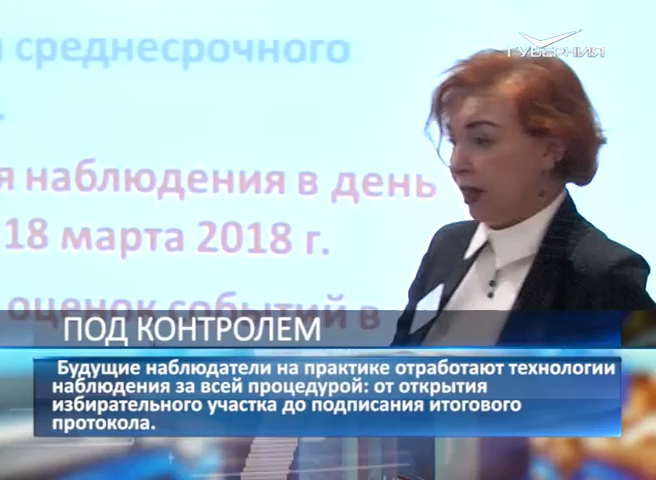 ГУБЕРНИЯ
среднесрочного
я наблюдения в день
18 марта 2018 г.
оценок событий в
ПОД КОНТРОЛЕМ
Будущие наблюдатели на практике отработают технологии
наблюдения за всей процедурой: от открытия
избирательного участка до подписания итогового
протокола.